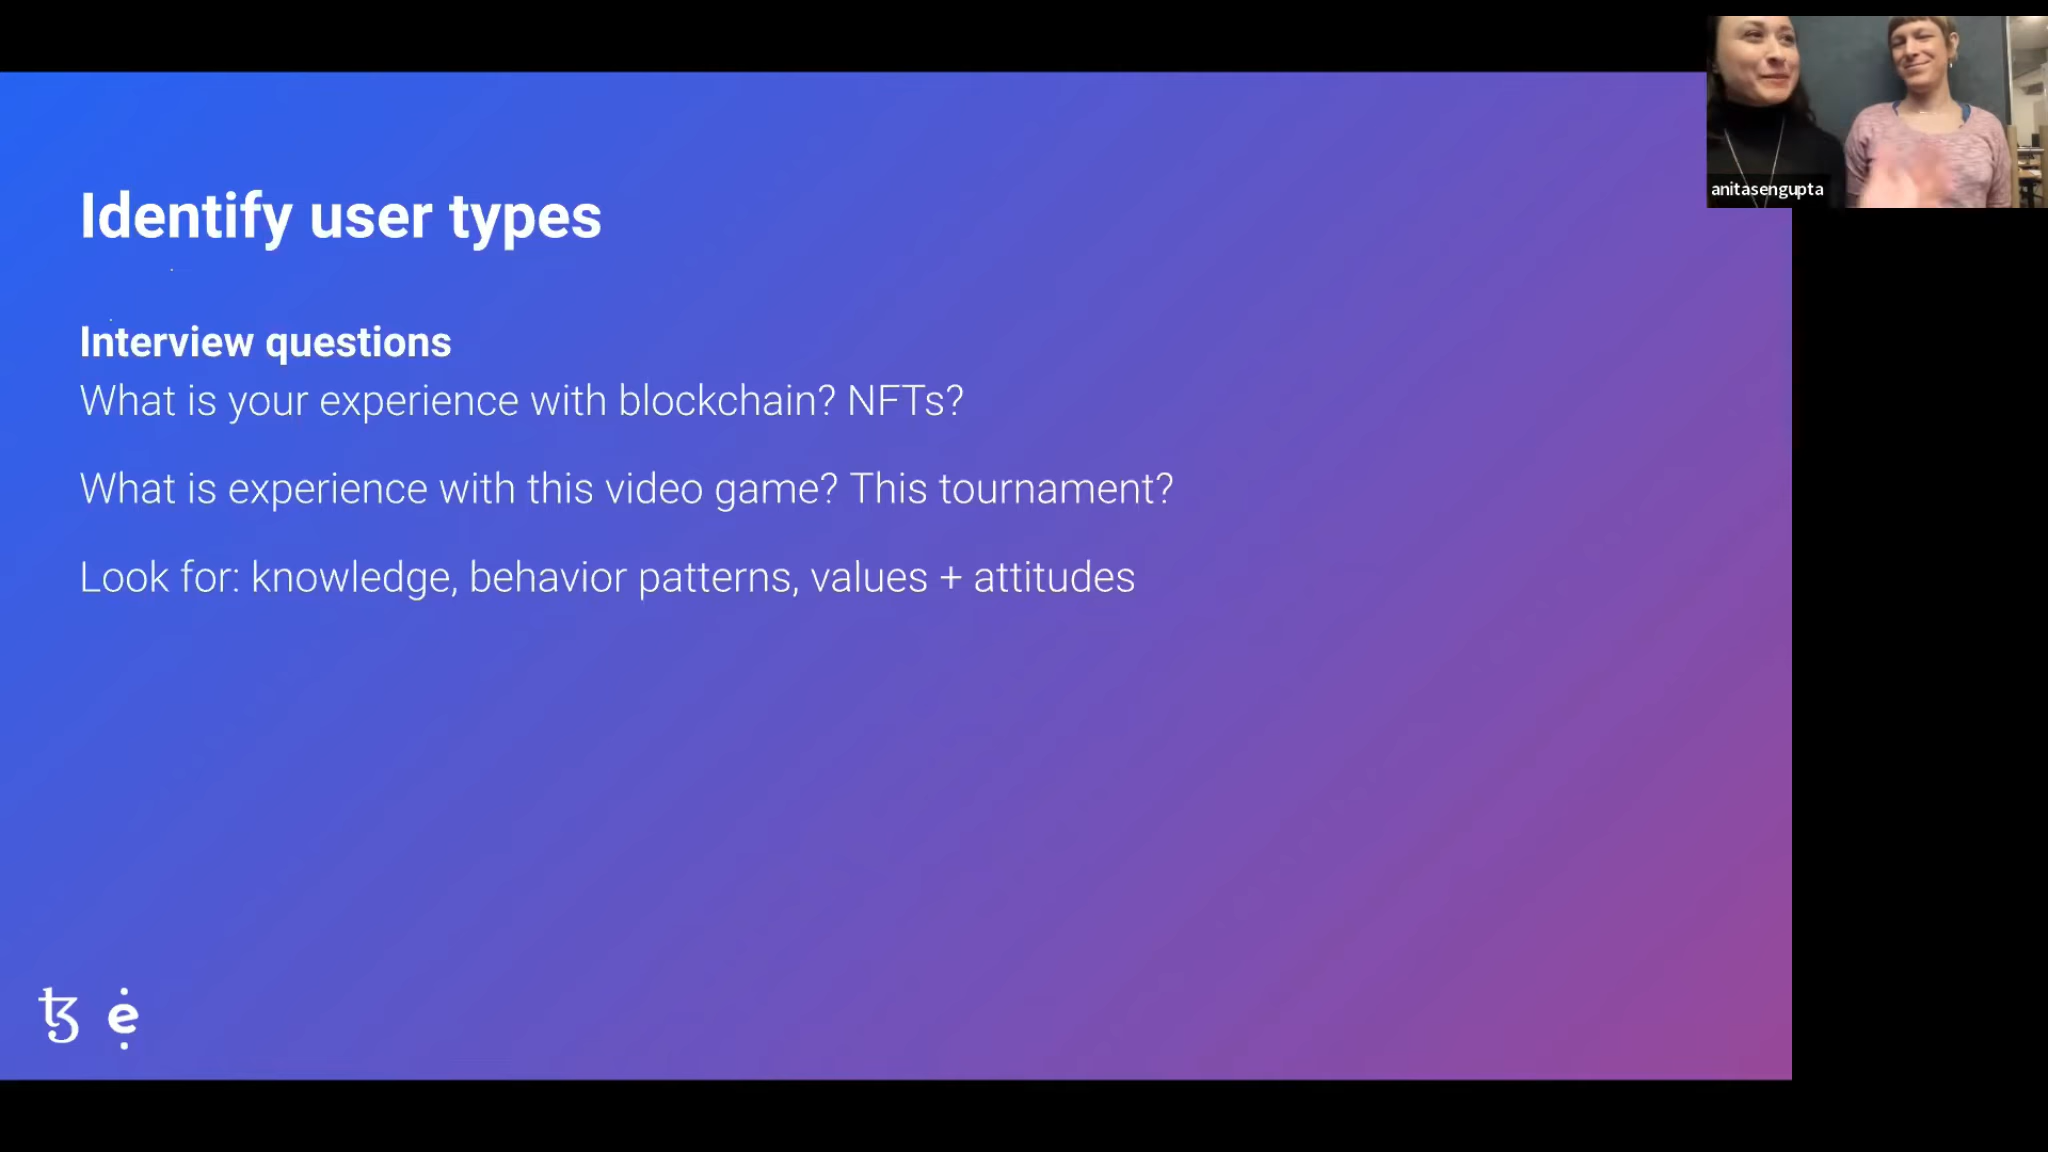 anitasengupta
Identify user types
Interview questions
What is your experience with blockchain? NFTs?
What is experience with this video game? This tournament?
Look for: knowledge, behavior patterns, values + attitudes